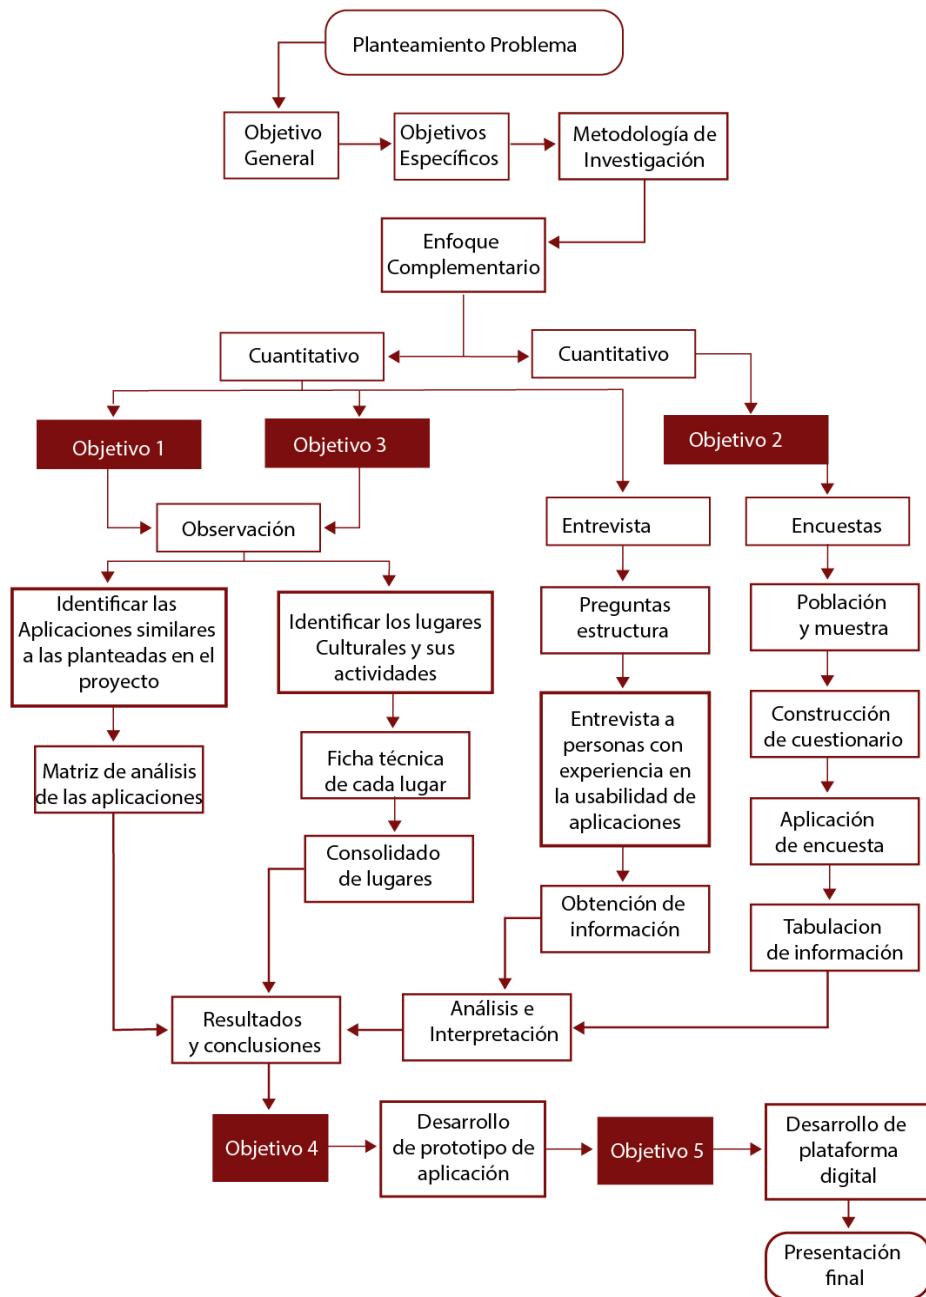 Planteamiento Problema
Objetivo
General
Objetivos
Específicos
Metodología de
Investigación
Enfoque
Complementario
Cuantitativo
Cuantitativo
Objetivo 1
Objetivo 3
Objetivo 2
Observación
Entrevista
Encuestas
Identificar las
Aplicaciones similares
a las planteadas en el
proyecto
Identificar los lugares
Culturales y sus
actividades
Preguntas
estructura
Población
y muestra
Matriz de análisis
de las aplicaciones
Ficha técnica
de cada lugar
Entrevista a
personas con
experiencia en
la usabilidad de
aplicaciones
Construcción
de cuestionario
Consolidado
de lugares
Aplicación
de encuesta
Obtención de
información
Tabulacion
de información
Resultados
y conclusiones
Análisis e
Interpretación
Objetivo 4
Desarrollo
de prototipo de
aplicación
Objetivo 5
Desarrollo de
plataforma
digital
Presentación
final